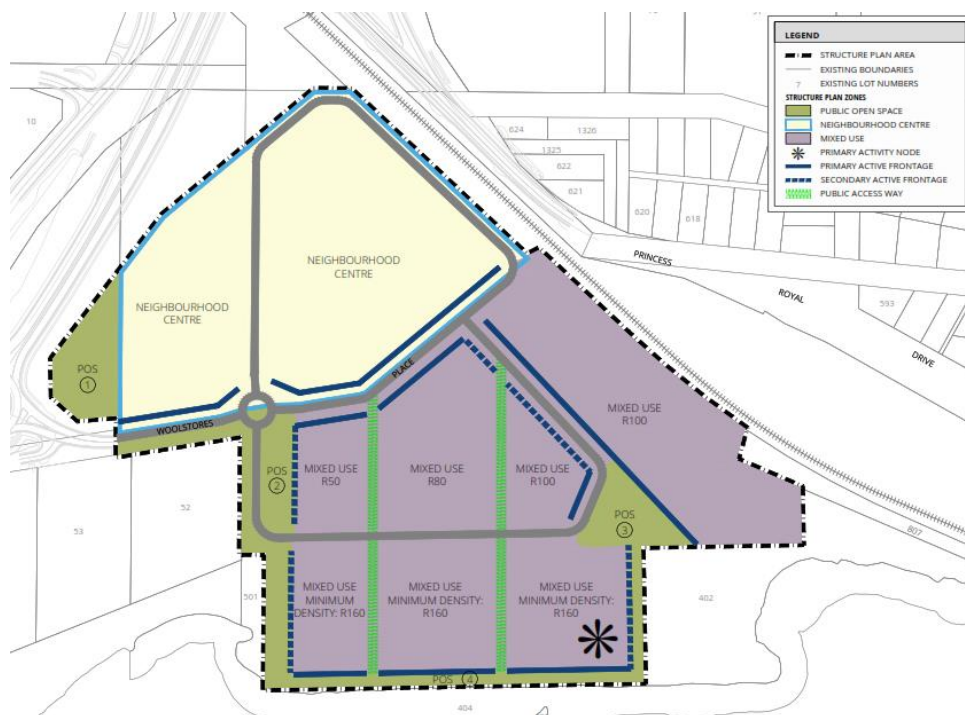 LEGEND
STRUCTURE PLAN AREA
EXISTING BOUNDARIES
7 EXISTING LOT NUMBERS
STRUCTURE PLAN ZONES
PUBLIC OPEN SPACE
NEIGHBOURHOOD CENTRE
MIXED USE
PRIMARY ACTIVITY NODE
PRIMARY ACTIVE FRONTAGE
SECONDARY ACTIVE FRONTAGE
PUBLIC ACCESS WAY
10
624
1326
1325
622
621
620
618
593
PRINCESS
ROYAL
DRIVE
NEIGHBOURHOOD
CENTRE
NEIGHBOURHOOD
CENTRE
POS
1
PLACE
WOOLSTORES
MIXED USE
R100
POS
2
MIXED USE
R50
MIXED USE
R80
MIXED USE
R100
POS
3
52
53
807
501
402
MIXED USE
MINIMUM
DENSITY: R160
MIXED USE
MINIMUM DENSITY:
R160
MIXED USE
MINIMUM DENSITY:
R160
POS 4
404